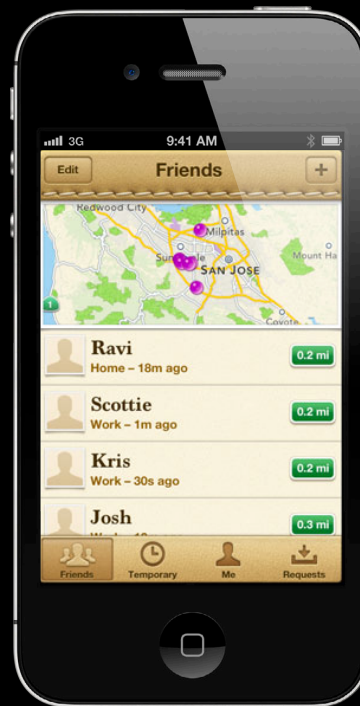 3G 9:41 AM
Edit Friends +
Redwood City
Milpitas
Mount Ha
SAN JOSE
1
Coyote
Ravi
Home – 18m ago
0.2 mi
Scottie
Work – 1m ago
0.2 mi
Kris
Work – 30s ago
0.2 mi
Josh
0.3 mi
Friends Temporary Me Requests